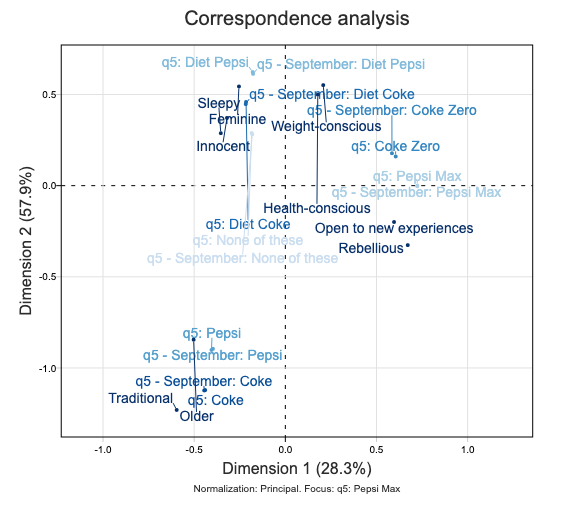 Correspondence analysis
q5: Diet Pepsi
q5 - September: Diet Pepsi
0.5
q5 - September: Diet Coke
Sleepy
q5 - September: Coke Zero
Feminine
Weight-conscious
Innocent
q5: Coke Zero
q5: Pepsi Max
0.0
q5 - September: Pepsi Max
Health-conscious
q5: Diet Coke
Open to new experiences
q5: None of these
Rebellious
q5 - September: None of these
-0.5
q5: Pepsi
q5 - September: Pepsi
-1.0
q5 - September: Coke
Traditional
q5: Coke
Older
Dimension 2 (57.9%)
-1.0 -0.5 0.0 0.5 1.0
Dimension 1 (28.3%)
Normalization: Principal. Focus: q5: Pepsi Max